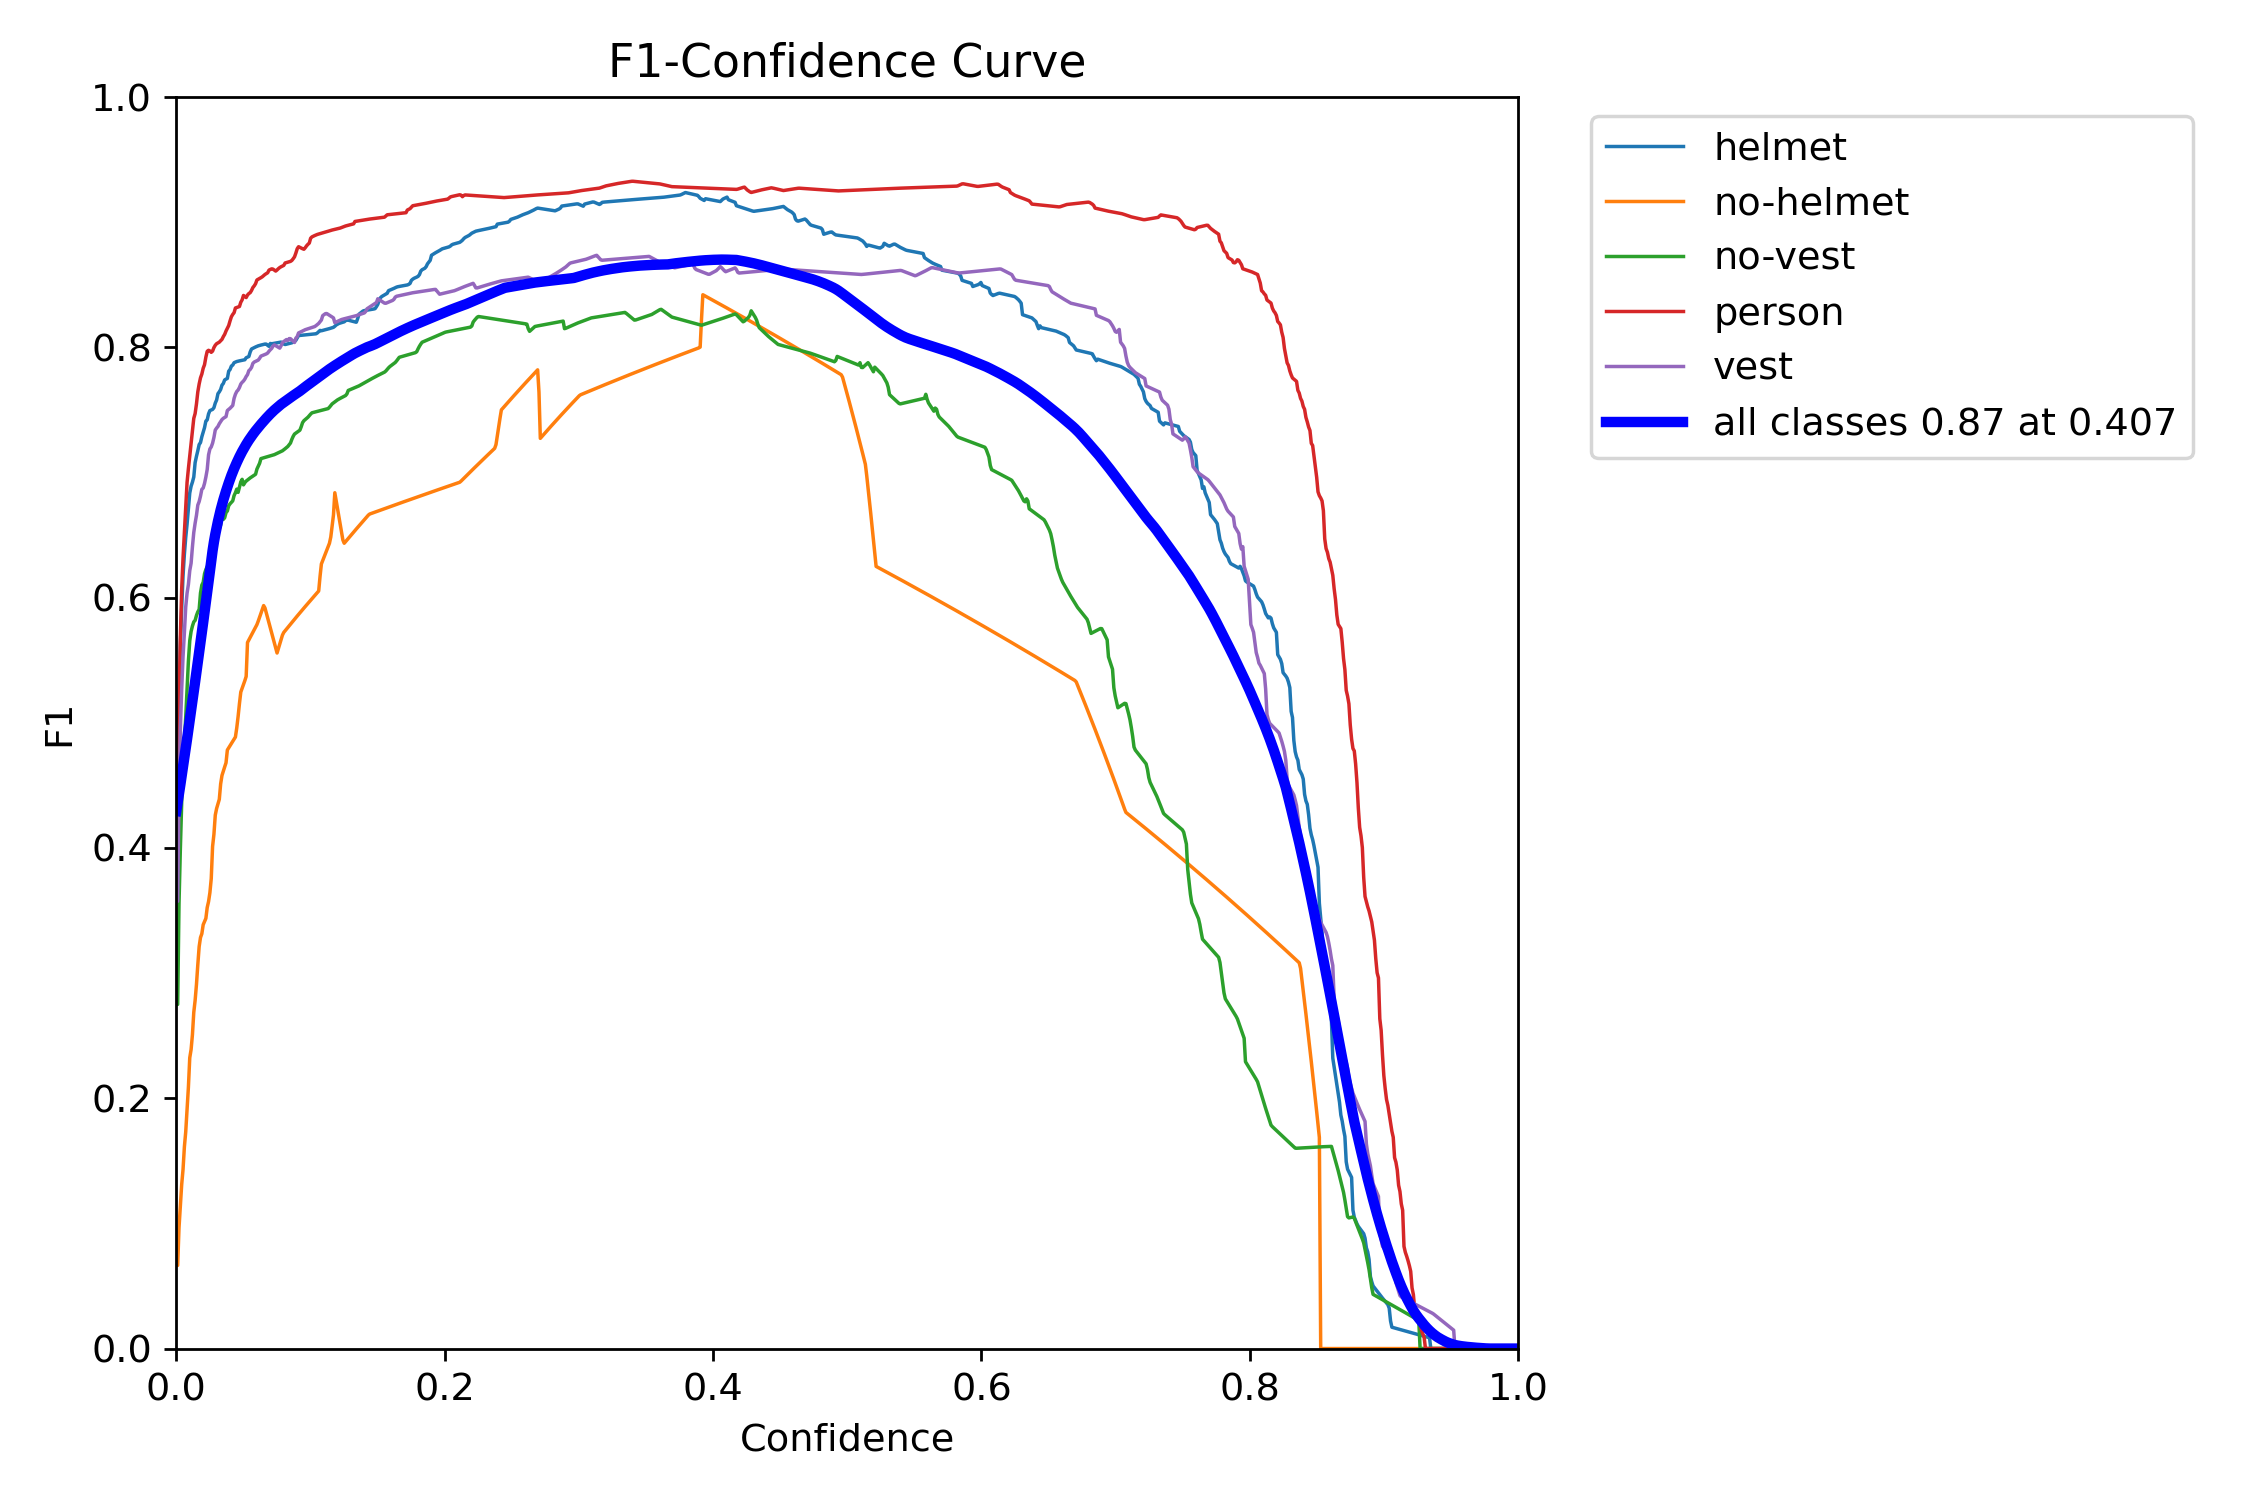 F1-Confidence Curve
1.0
0.8
0.6
0.4
0.2
0.0
F1
0.0 0.2 0.4 0.6 0.8 1.0
Confidence
helmet
no-helmet
no-vest
person
vest
all classes 0.87 at 0.407